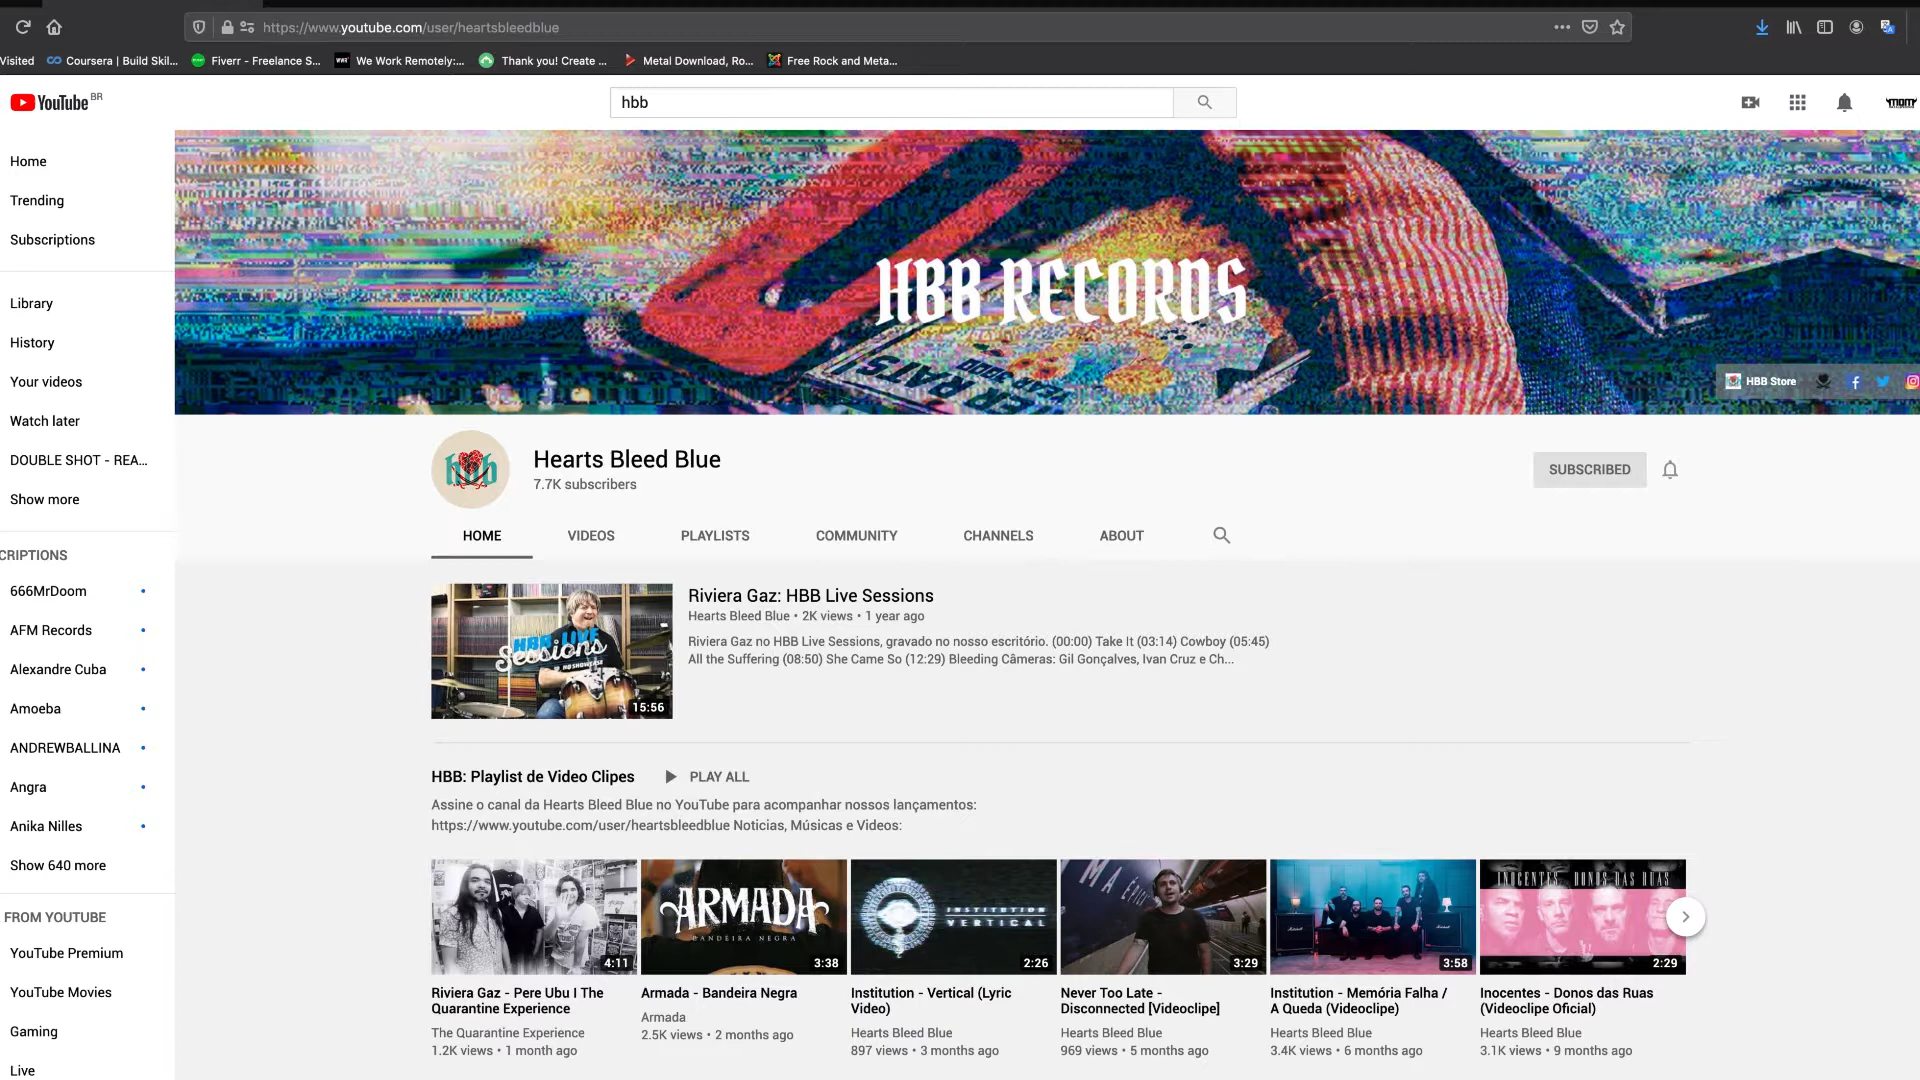 https://www.youtube.com/user/heartsbleedblue
Visited
Coursera | Build Skil...
Fiverr - Freelance S...
We Work Remotely:...
Thank you! Create ...
Metal Download, Ro...
Free Rock and Meta...
YouTube BR
hbb
Home
Trending
Subscriptions
Library
History
Your videos
Watch later
DOUBLE SHOT - REA...
Show more
CRIPTIONS
666MrDoom
AFM Records
Alexandre Cuba
Amoeba
ANDREWBALLINA
Angra
Anika Nilles
Show 640 more
FROM YOUTUBE
YouTube Premium
YouTube Movies
Gaming
Live
HBB RECORDS
HBB Store
hbb
Hearts Bleed Blue
7.7K subscribers
SUBSCRIBED
HOME
VIDEOS
PLAYLISTS
COMMUNITY
CHANNELS
ABOUT
HBB LIVE
Sessions
15:56
Riviera Gaz: HBB Live Sessions
Hearts Bleed Blue • 2K views • 1 year ago
Riviera Gaz no HBB Live Sessions, gravado no nosso escritório. (00:00) Take It (03:14) Cowboy (05:45)
All the Suffering (08:50) She Came So (12:29) Bleeding Câmeras: Gil Gonçalves, Ivan Cruz e Ch...
HBB: Playlist de Video Clipes
PLAY ALL
Assine o canal da Hearts Bleed Blue no YouTube para acompanhar nossos lançamentos:
https://www.youtube.com/user/heartsbleedblue Noticias, Músicas e Videos:
4:11
Riviera Gaz - Pere Ubu I The
Quarantine Experience
The Quarantine Experience
1.2K views • 1 month ago
ARMADA
BANDEIRA NEGRA
3:38
Armada - Bandeira Negra
Armada
2.5K views • 2 months ago
INSTITUTION
VERTICAL
2:26
Institution - Vertical (Lyric
Video)
Hearts Bleed Blue
897 views • 3 months ago
3:29
Never Too Late -
Disconnected [Videoclipe]
Hearts Bleed Blue
969 views • 5 months ago
3:58
Institution - Memória Falha /
A Queda (Videoclipe)
Hearts Bleed Blue
3.4K views • 6 months ago
INOCENTES DONOS DAS RUAS
2:29
Inocentes - Donos das Ruas
(Videoclipe Oficial)
Hearts Bleed Blue
3.1K views • 9 months ago